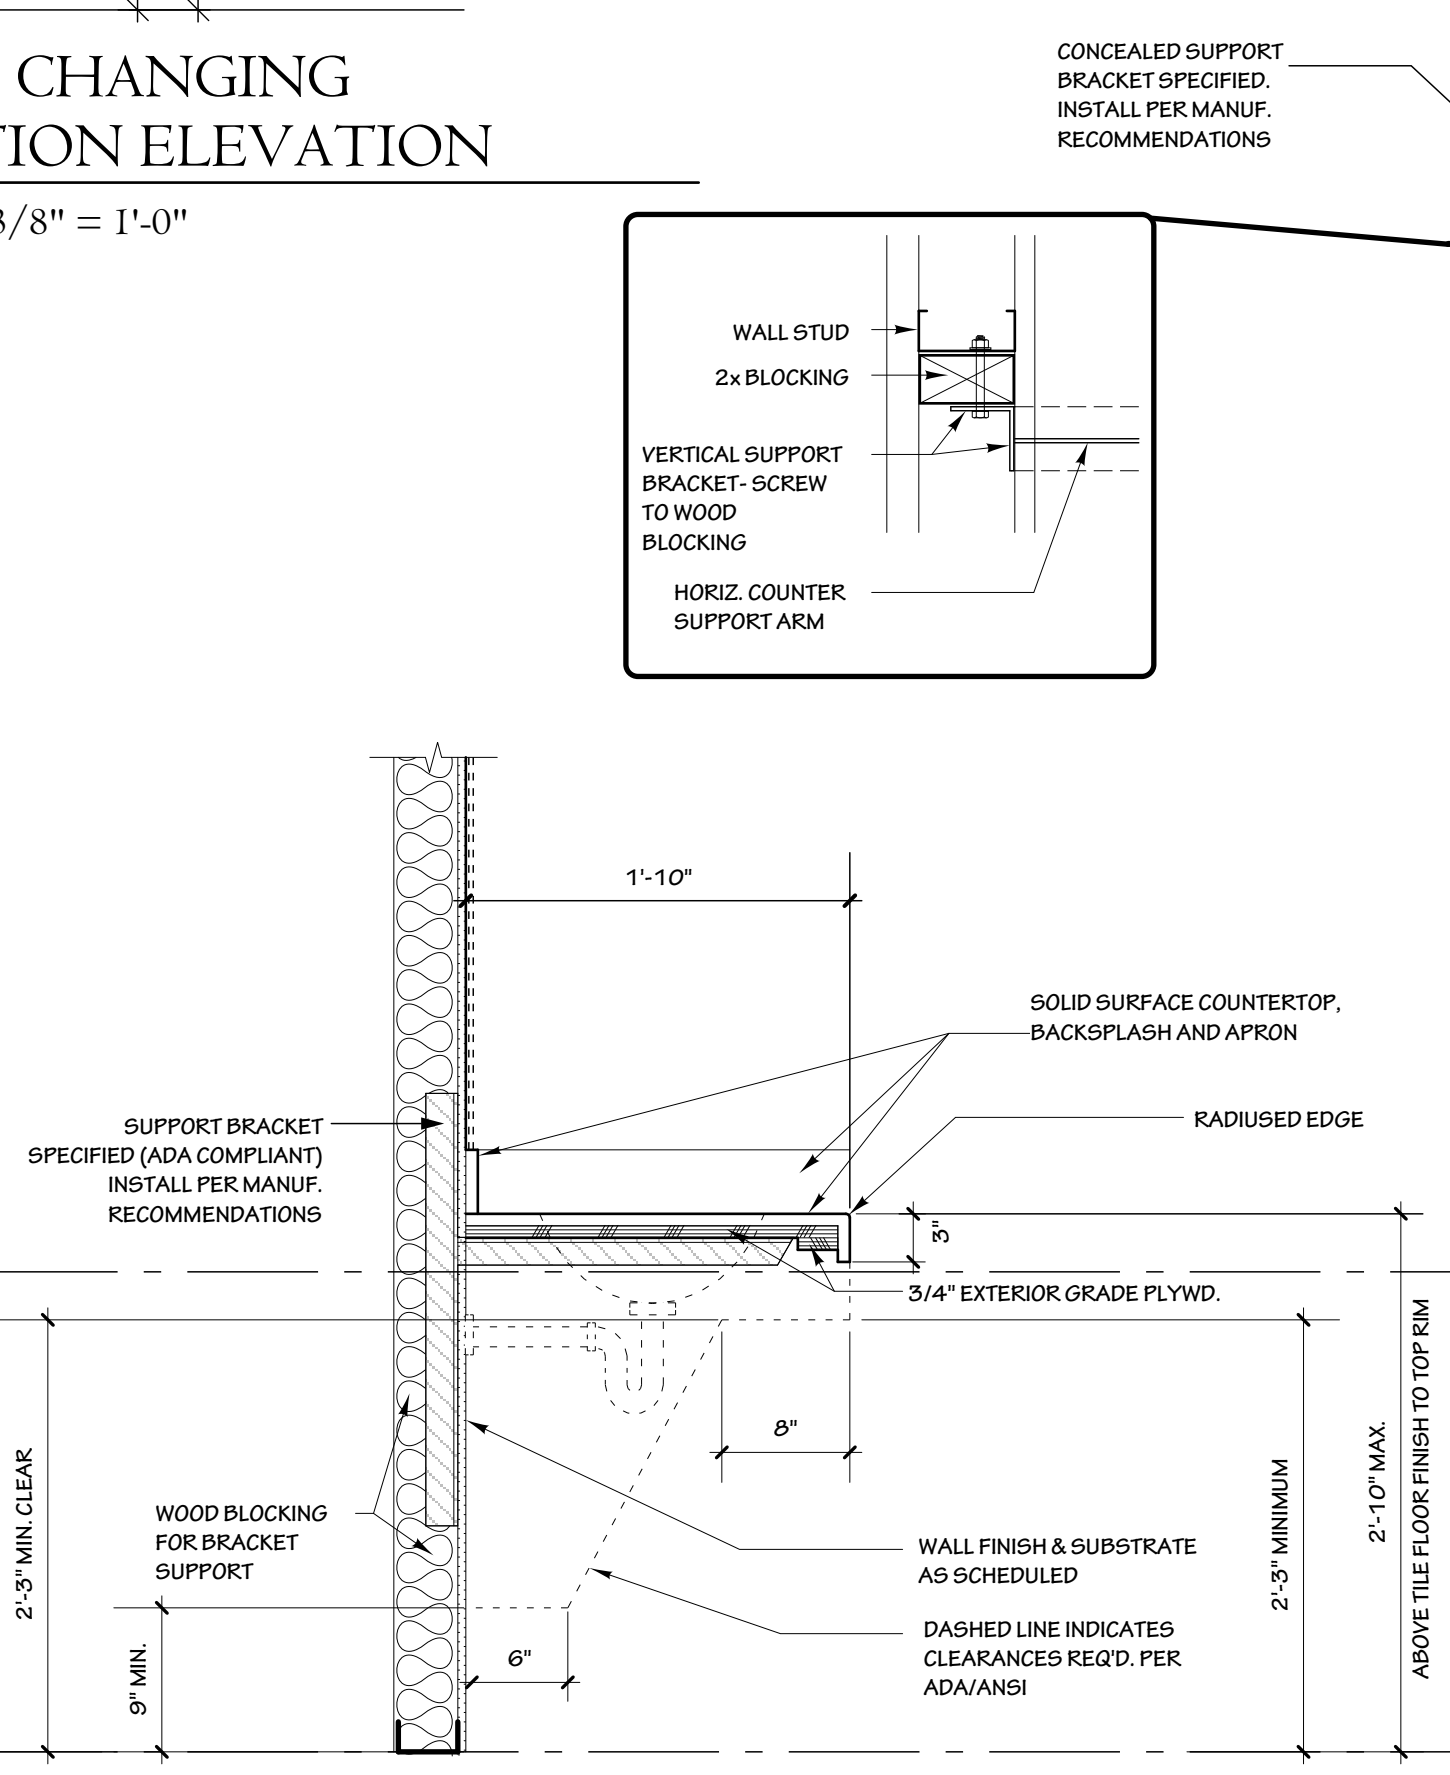 CHANGING
TION ELEVATION
3/8" = 1'-0"
CONCEALED SUPPORT
BRACKET SPECIFIED.
INSTALL PER MANUF.
RECOMMENDATIONS
WALL STUD
2x BLOCKING
VERTICAL SUPPORT
BRACKET- SCREW
TO WOOD
BLOCKING
HORIZ. COUNTER
SUPPORT ARM
1'-10"
SOLID SURFACE COUNTERTOP,
BACKSPLASH AND APRON
RADIUSED EDGE
SUPPORT BRACKET
SPECIFIED (ADA COMPLIANT)
INSTALL PER MANUF.
RECOMMENDATIONS
3"
3/4" EXTERIOR GRADE PLYWD.
8"
2'-3" MIN. CLEAR
WOOD BLOCKING
FOR BRACKET
SUPPORT
9" MIN.
6"
WALL FINISH & SUBSTRATE
AS SCHEDULED
DASHED LINE INDICATES
CLEARANCES REQ'D. PER
ADA/ANSI
2'-3" MINIMUM
2'-10" MAX.
ABOVE TILE FLOOR FINISH TO TOP RIM